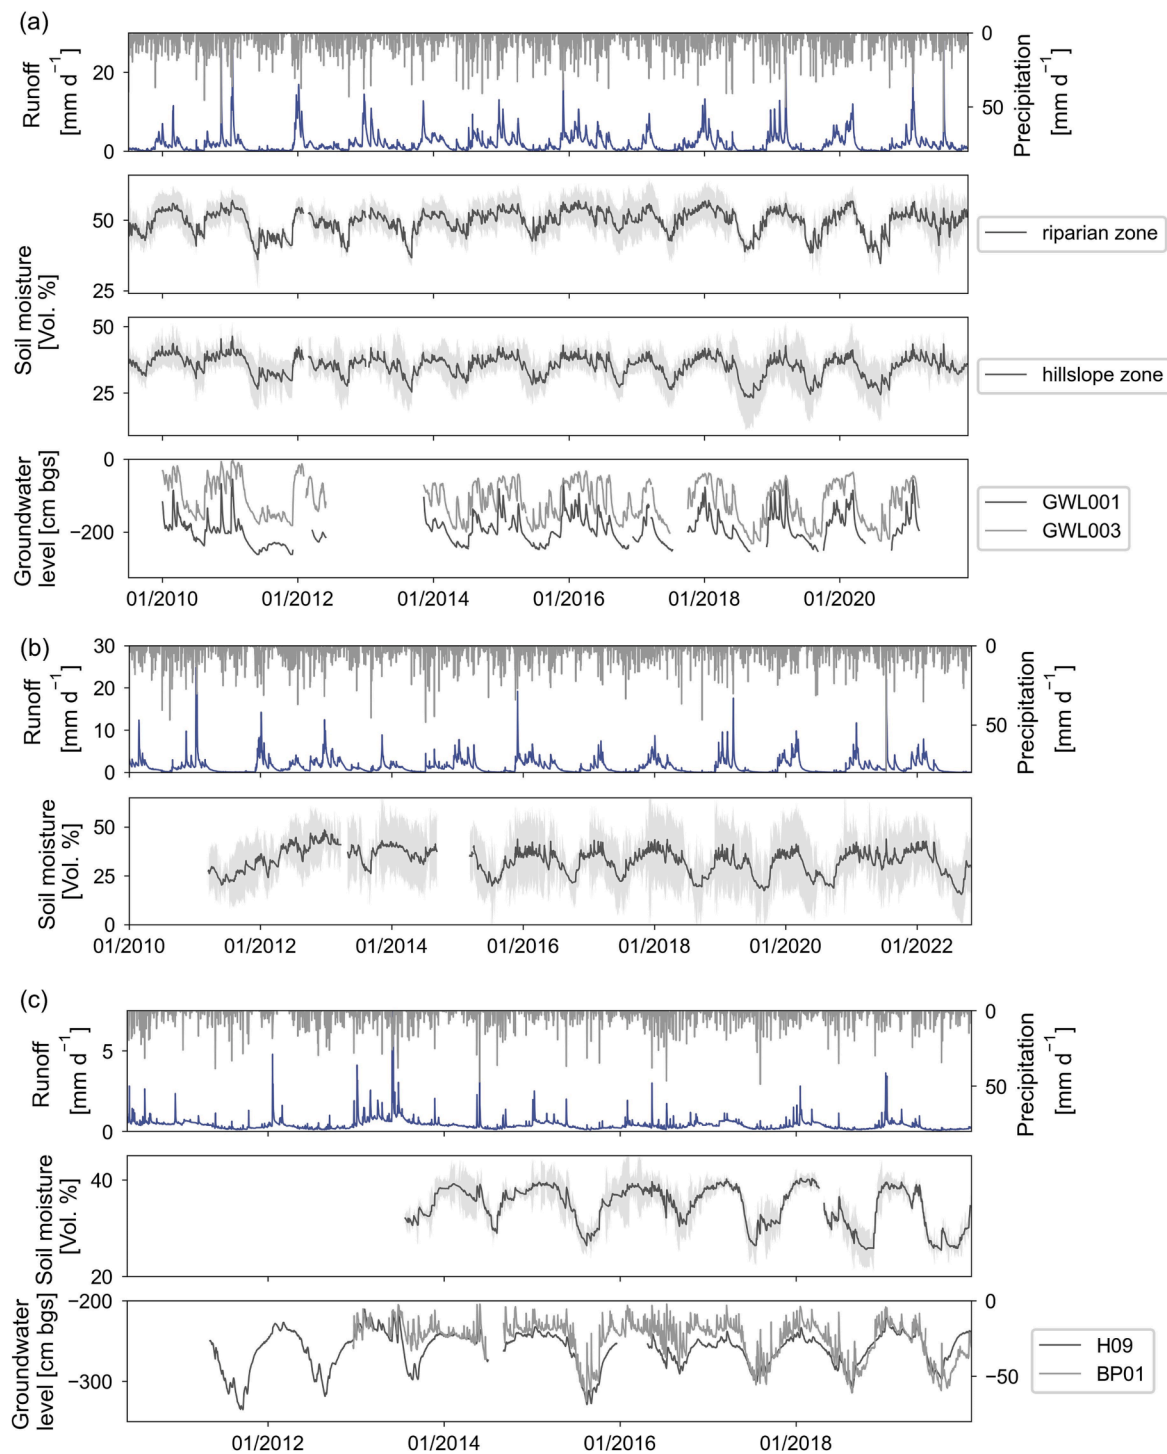 (a)
Runoff
[mm d−1]
20
0
0
50
Precipitation
[mm d−1]
Soil moisture
[Vol. %]
50
25
riparian zone
50
25
hillslope zone
Groundwater
level [cm bgs]
0
−200
GWL001
GWL003
01/2010 01/2012 01/2014 01/2016 01/2018 01/2020
(b)
Runoff
[mm d−1]
30
20
10
0
0
50
Precipitation
[mm d−1]
Soil moisture
[Vol. %]
50
25
0
01/2010 01/2012 01/2014 01/2016 01/2018 01/2020 01/2022
(c)
Runoff
[mm d−1]
5
0
0
50
Precipitation
[mm d−1]
Soil moisture
[Vol. %]
40
20
Groundwater
level [cm bgs]
−200
−300
0
−50
H09
BP01
01/2012 01/2014 01/2016 01/2018